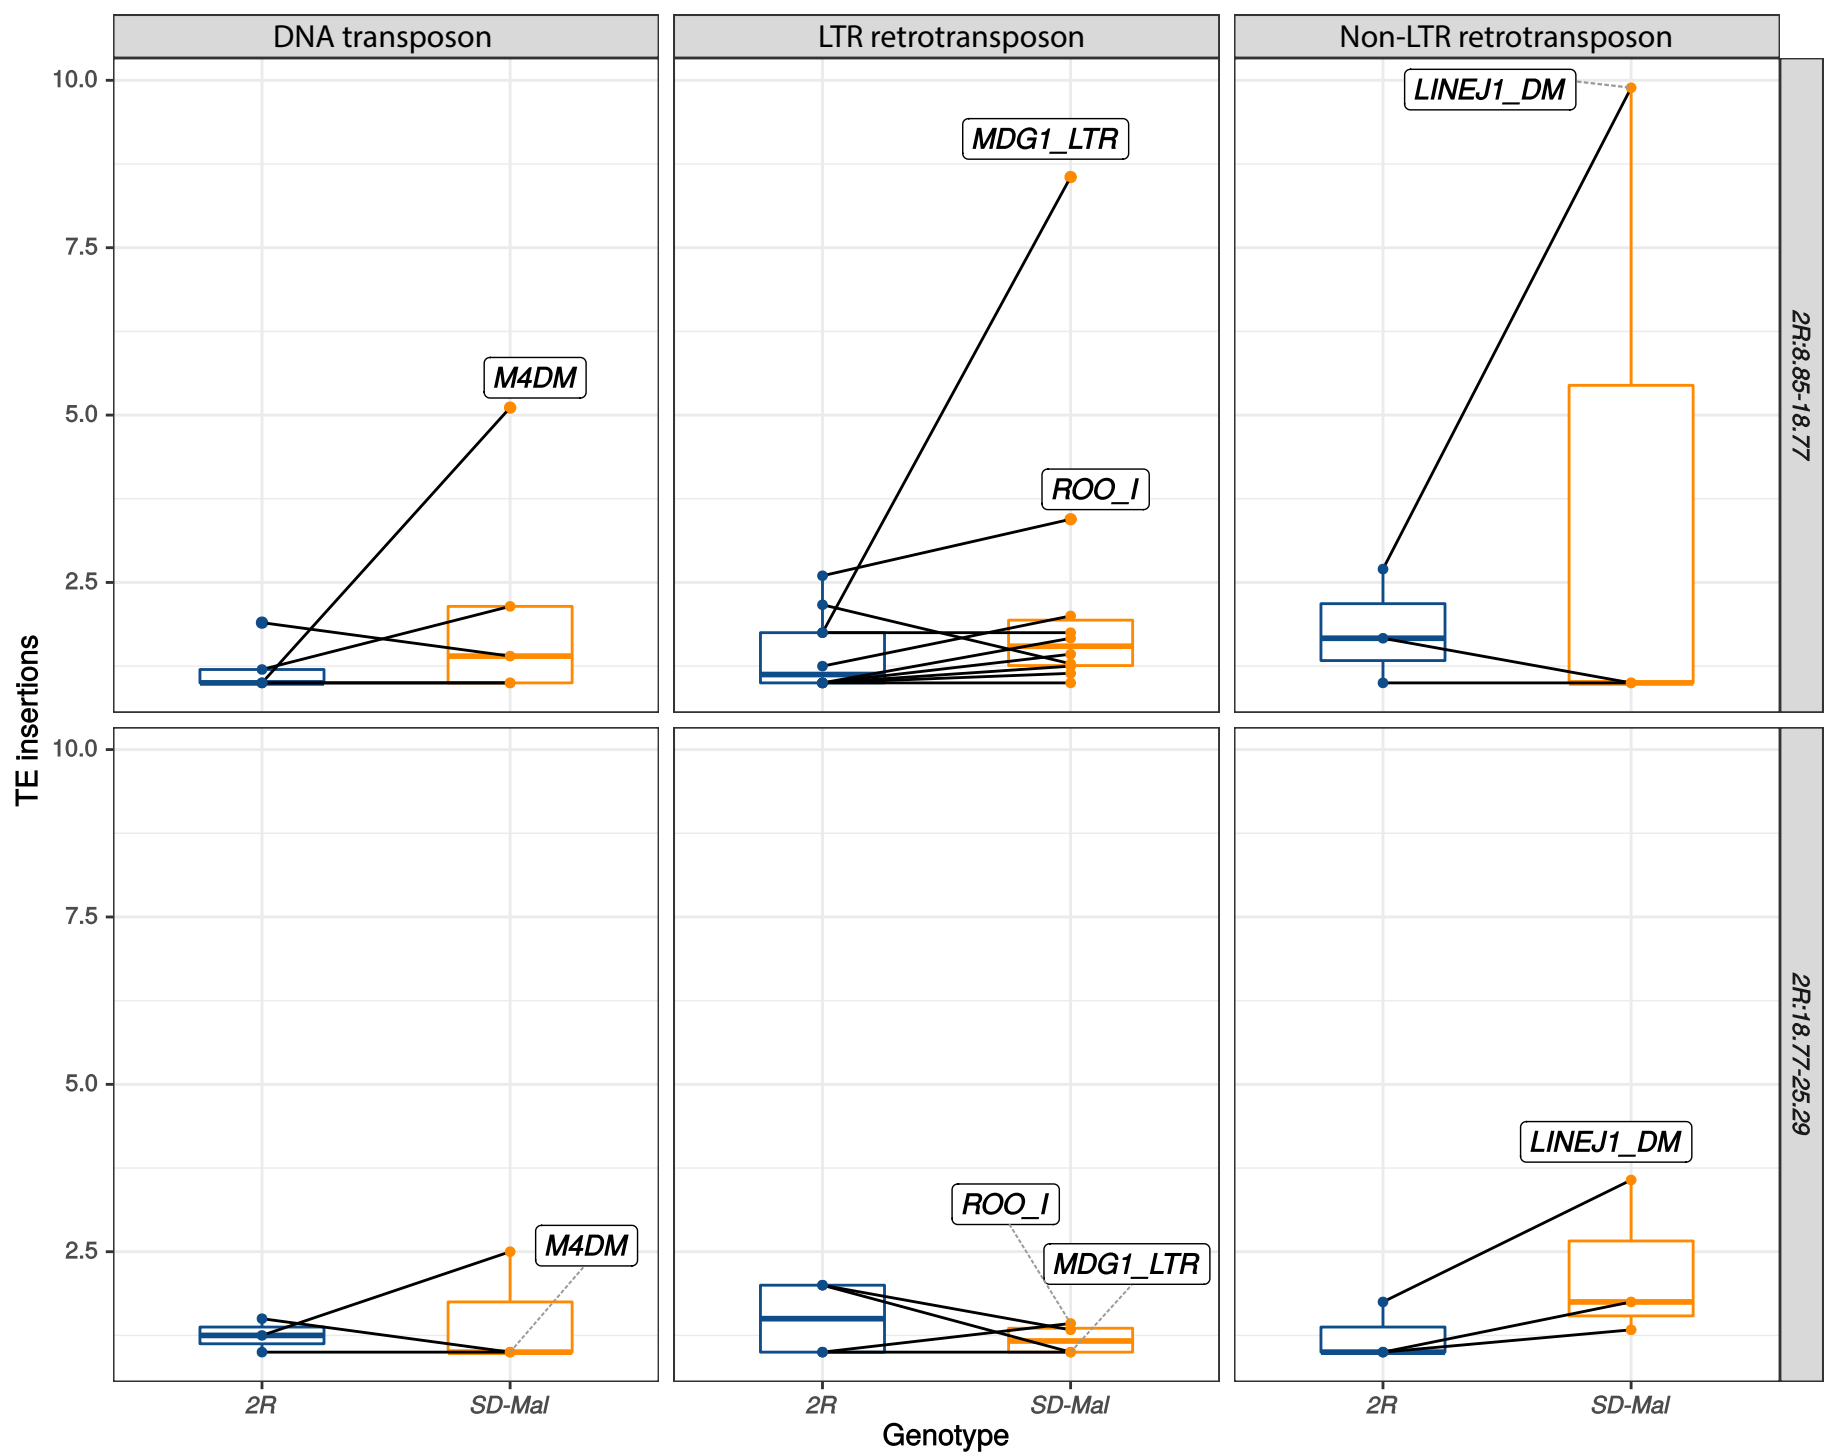 DNA transposon
LTR retrotransposon
Non-LTR retrotransposon
TE insertions
10.0
7.5
5.0
2.5
M4DM
MDG1_LTR
ROO_I
LINEJ1_DM
2R:8.85-18.77
10.0
7.5
5.0
2.5
M4DM
ROO_I
MDG1_LTR
LINEJ1_DM
2R:18.77-25.29
2R
SD-Mal
2R
SD-Mal
2R
SD-Mal
Genotype